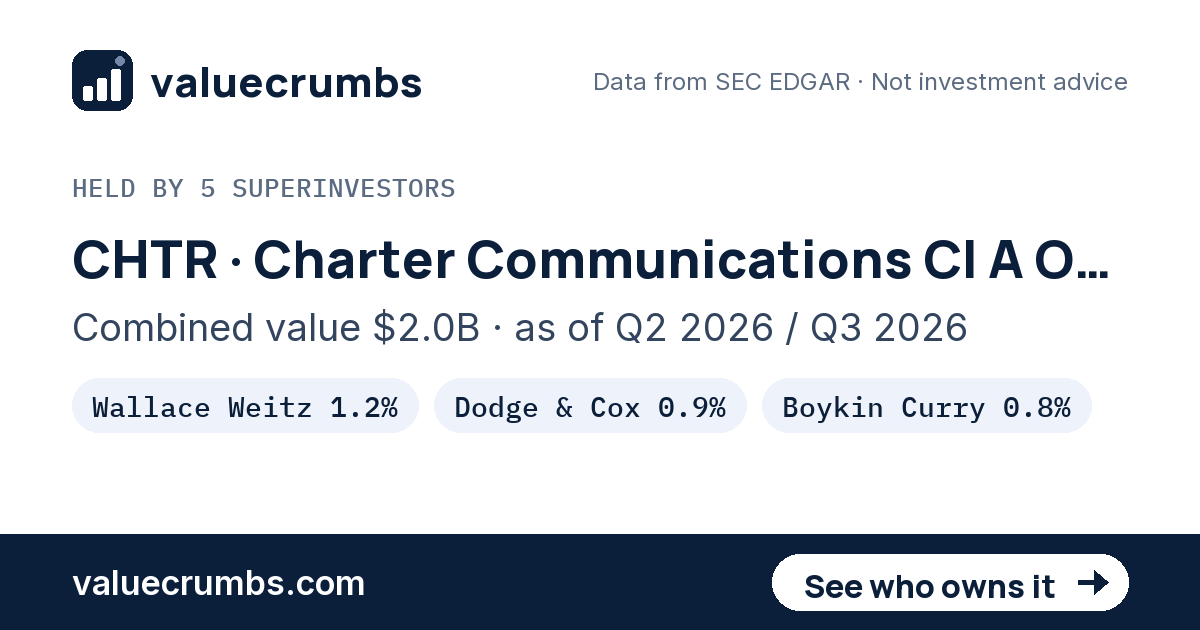 valuecrumbs
Data from SEC EDGAR · Not investment advice
HELD BY 5 SUPERINVESTORS
CHTR · Charter Communications Cl A O…
Combined value $2.0B · as of Q2 2026 / Q3 2026
Wallace Weitz 1.2%
Dodge & Cox 0.9%
Boykin Curry 0.8%
valuecrumbs.com
See who owns it →